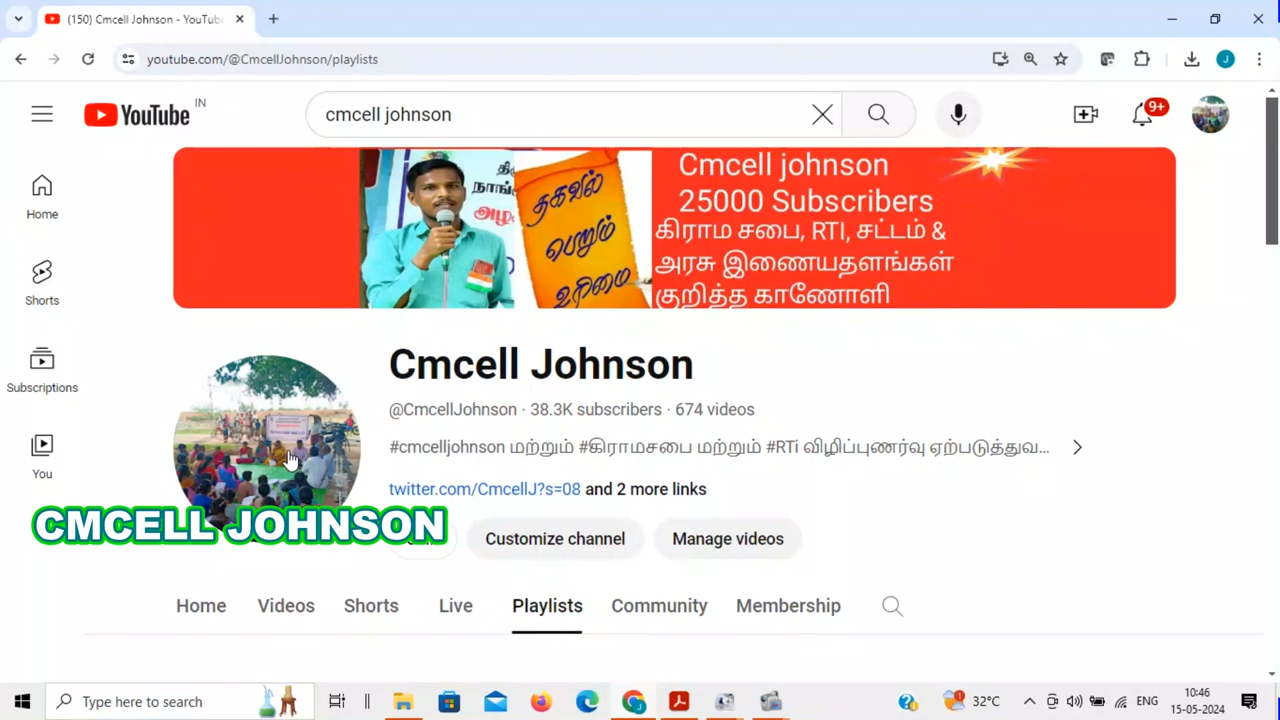 (150) Cmcell Johnson - YouTub
youtube.com/@CmcellJohnson/playlists
J
YouTube IN
cmcell johnson
9+
Home
Shorts
Subscriptions
You
தி
நாங்க
அழ
தகவல்
பெறும்
உரிமை
Cmcell johnson
25000 Subscribers
கிராம சபை, RTI, சட்டம் &
அரசு இணையதளங்கள்
குறித்த காணோளி
Cmcell Johnson
@CmcellJohnson · 38.3K subscribers · 674 videos
#cmcelljohnson மற்றும் #கிராமசபை மற்றும் #RTi விழிப்புணர்வு ஏற்படுத்துவ...
twitter.com/CmcellJ?s=08 and 2 more links
CMCELL JOHNSON
Customize channel
Manage videos
Home
Videos
Shorts
Live
Playlists
Community
Membership
Type here to search
32°C
ENG
10:46
15-05-2024